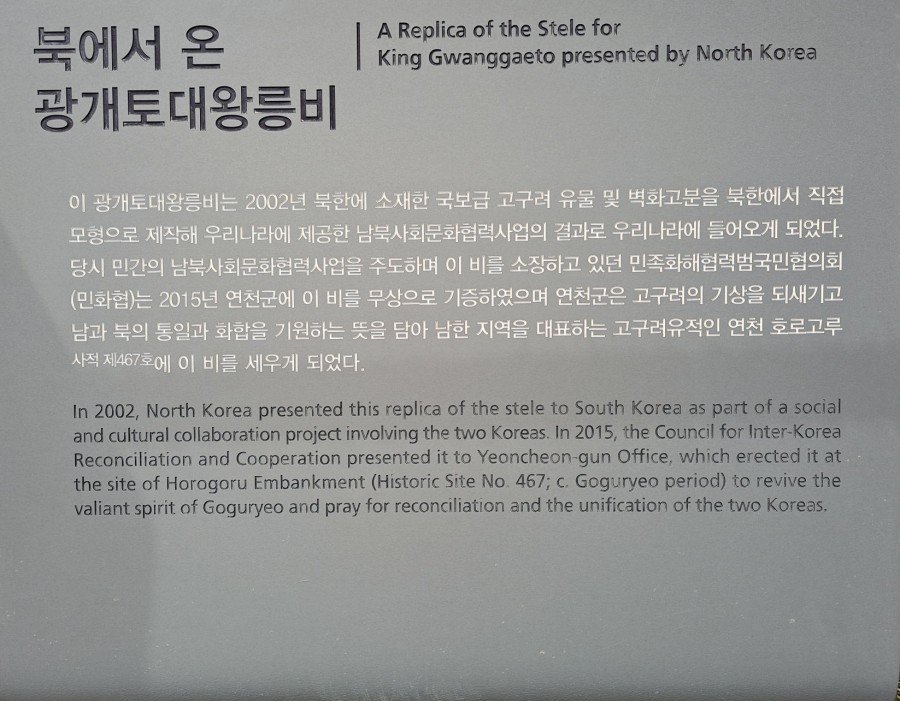 북에서 온
광개토대왕릉비
A Replica of the Stele for
King Gwanggaeto presented by North Korea
이 광개토대왕릉비는 2002년 북한에 소재한 국보급 고구려 유물 및 벽화고분을 북한에서 직접
모형으로 제작해 우리나라에 제공한 남북사회문화협력사업의 결과로 우리나라에 들어오게 되었다.
당시 민간의 남북사회문화협력사업을 주도하며 이 비를 소장하고 있던 민족화해협력범국민협의회
(민화협)는 2015년 연천군에 이 비를 무상으로 기증하였으며 연천군은 고구려의 기상을 되새기고
남과 북의 통일과 화합을 기원하는 뜻을 담아 남한 지역을 대표하는 고구려유적인 연천 호로고루
사적 제467호에 이 비를 세우게 되었다.
In 2002, North Korea presented this replica of the stele to South Korea as part of a social
and cultural collaboration project involving the two Koreas. In 2015, the Council for Inter-Korea
Reconciliation and Cooperation presented it to Yeoncheon-gun Office, which erected it at
the site of Horogoru Embankment (Historic Site No. 467; c. Goguryeo period) to revive the
valiant spirit of Goguryeo and pray for reconciliation and the unification of the two Koreas.